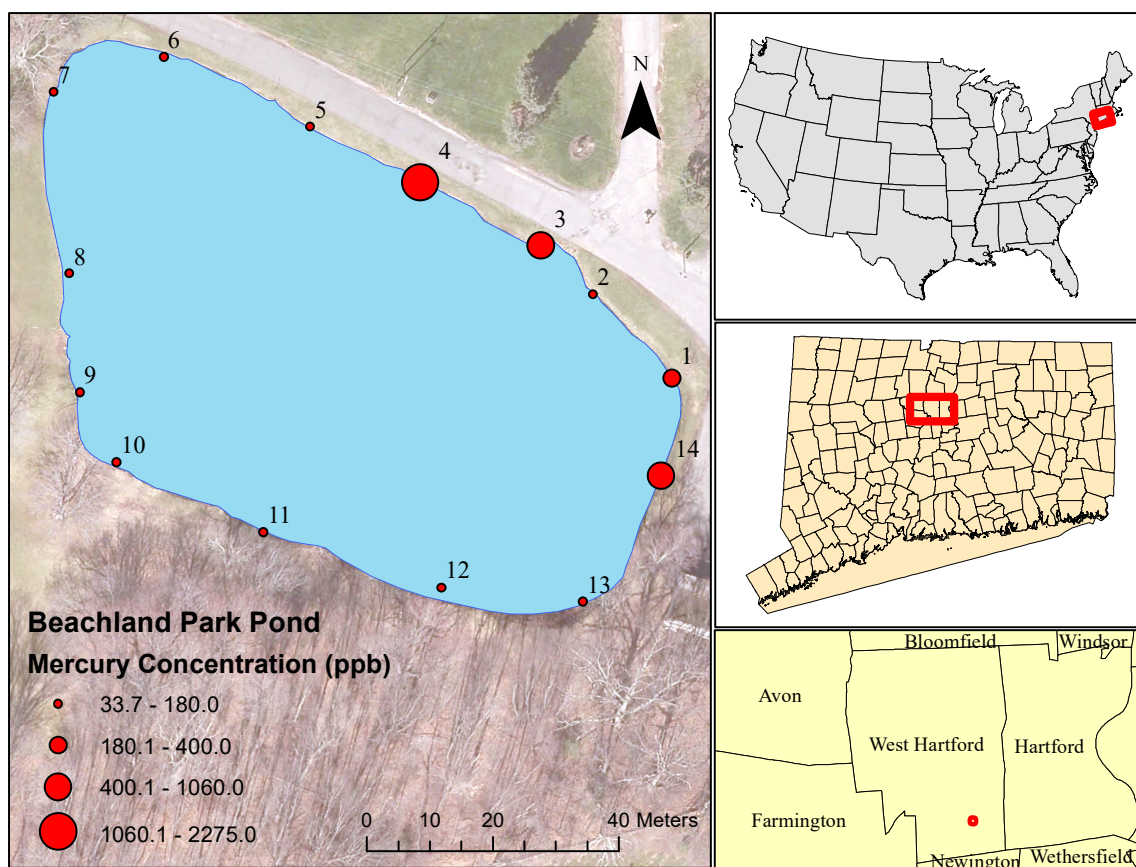 6
7
5
N
4
3
2
8
1
9
14
10
11
12
13
Beachland Park Pond
Mercury Concentration (ppb)
33.7 - 180.0
180.1 - 400.0
400.1 - 1060.0
1060.1 - 2275.0
0 10 20 40 Meters
Bloomfield Windsor
Avon
West Hartford Hartford
Farmington
Newington Wethersfield